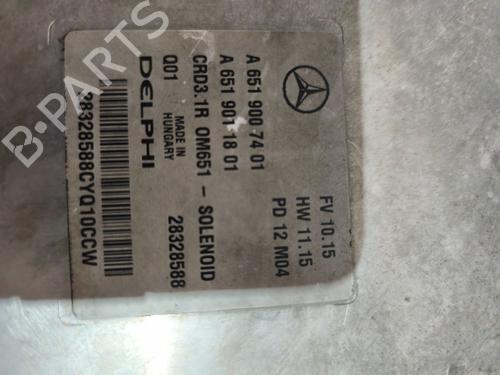 A 651 900 74 01
A 651 901 18 01
CRD3.1R OM651 - SOLENOID
Q01 MADE IN HUNGARY 28328588
DELPHI
28328588CYQ10CCW
FV 10.15
HW 11.15
PD 12 M04
B-PARTS